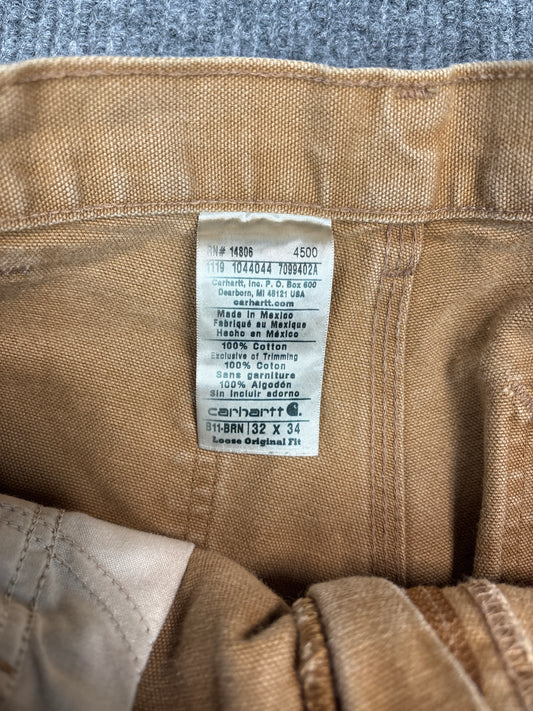 RN# 14806 4500
1119 1044044 7099402A
Carhartt, Inc. P. O. Box 600
Dearborn, MI 48121 USA
carhartt.com
Made in Mexico
Fabriqué au Mexique
Hecho en México
100% Cotton
Exclusive of Trimming
100% Coton
Sans garniture
100% Algodón
Sin Incluir adorno
carhartt
B11-BRN 32 X 34
Loose Original Fit